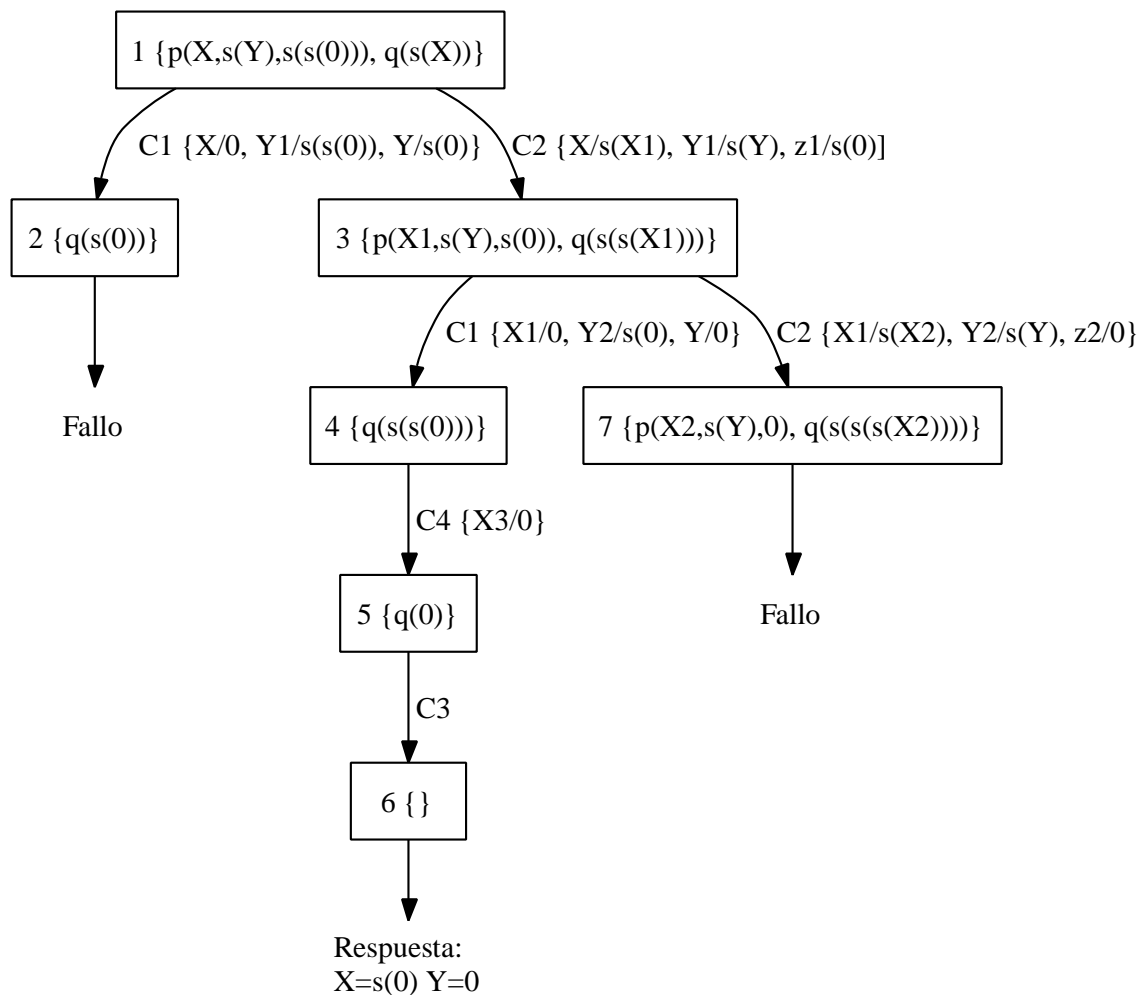 1 {p(X,s(Y),s(s(0))), q(s(X))}
C1 {X/0, Y1/s(s(0)), Y/s(0)}
C2 {X/s(X1), Y1/s(Y), z1/s(0)]
2 {q(s(0))}
3 {p(X1,s(Y),s(0)), q(s(s(X1)))}
C1 {X1/0, Y2/s(0), Y/0}
C2 {X1/s(X2), Y2/s(Y), z2/0}
Fallo
4 {q(s(s(0)))}
7 {p(X2,s(Y),0), q(s(s(s(X2))))}
C4 {X3/0}
5 {q(0)}
Fallo
C3
6 {}
Respuesta:
X=s(0) Y=0